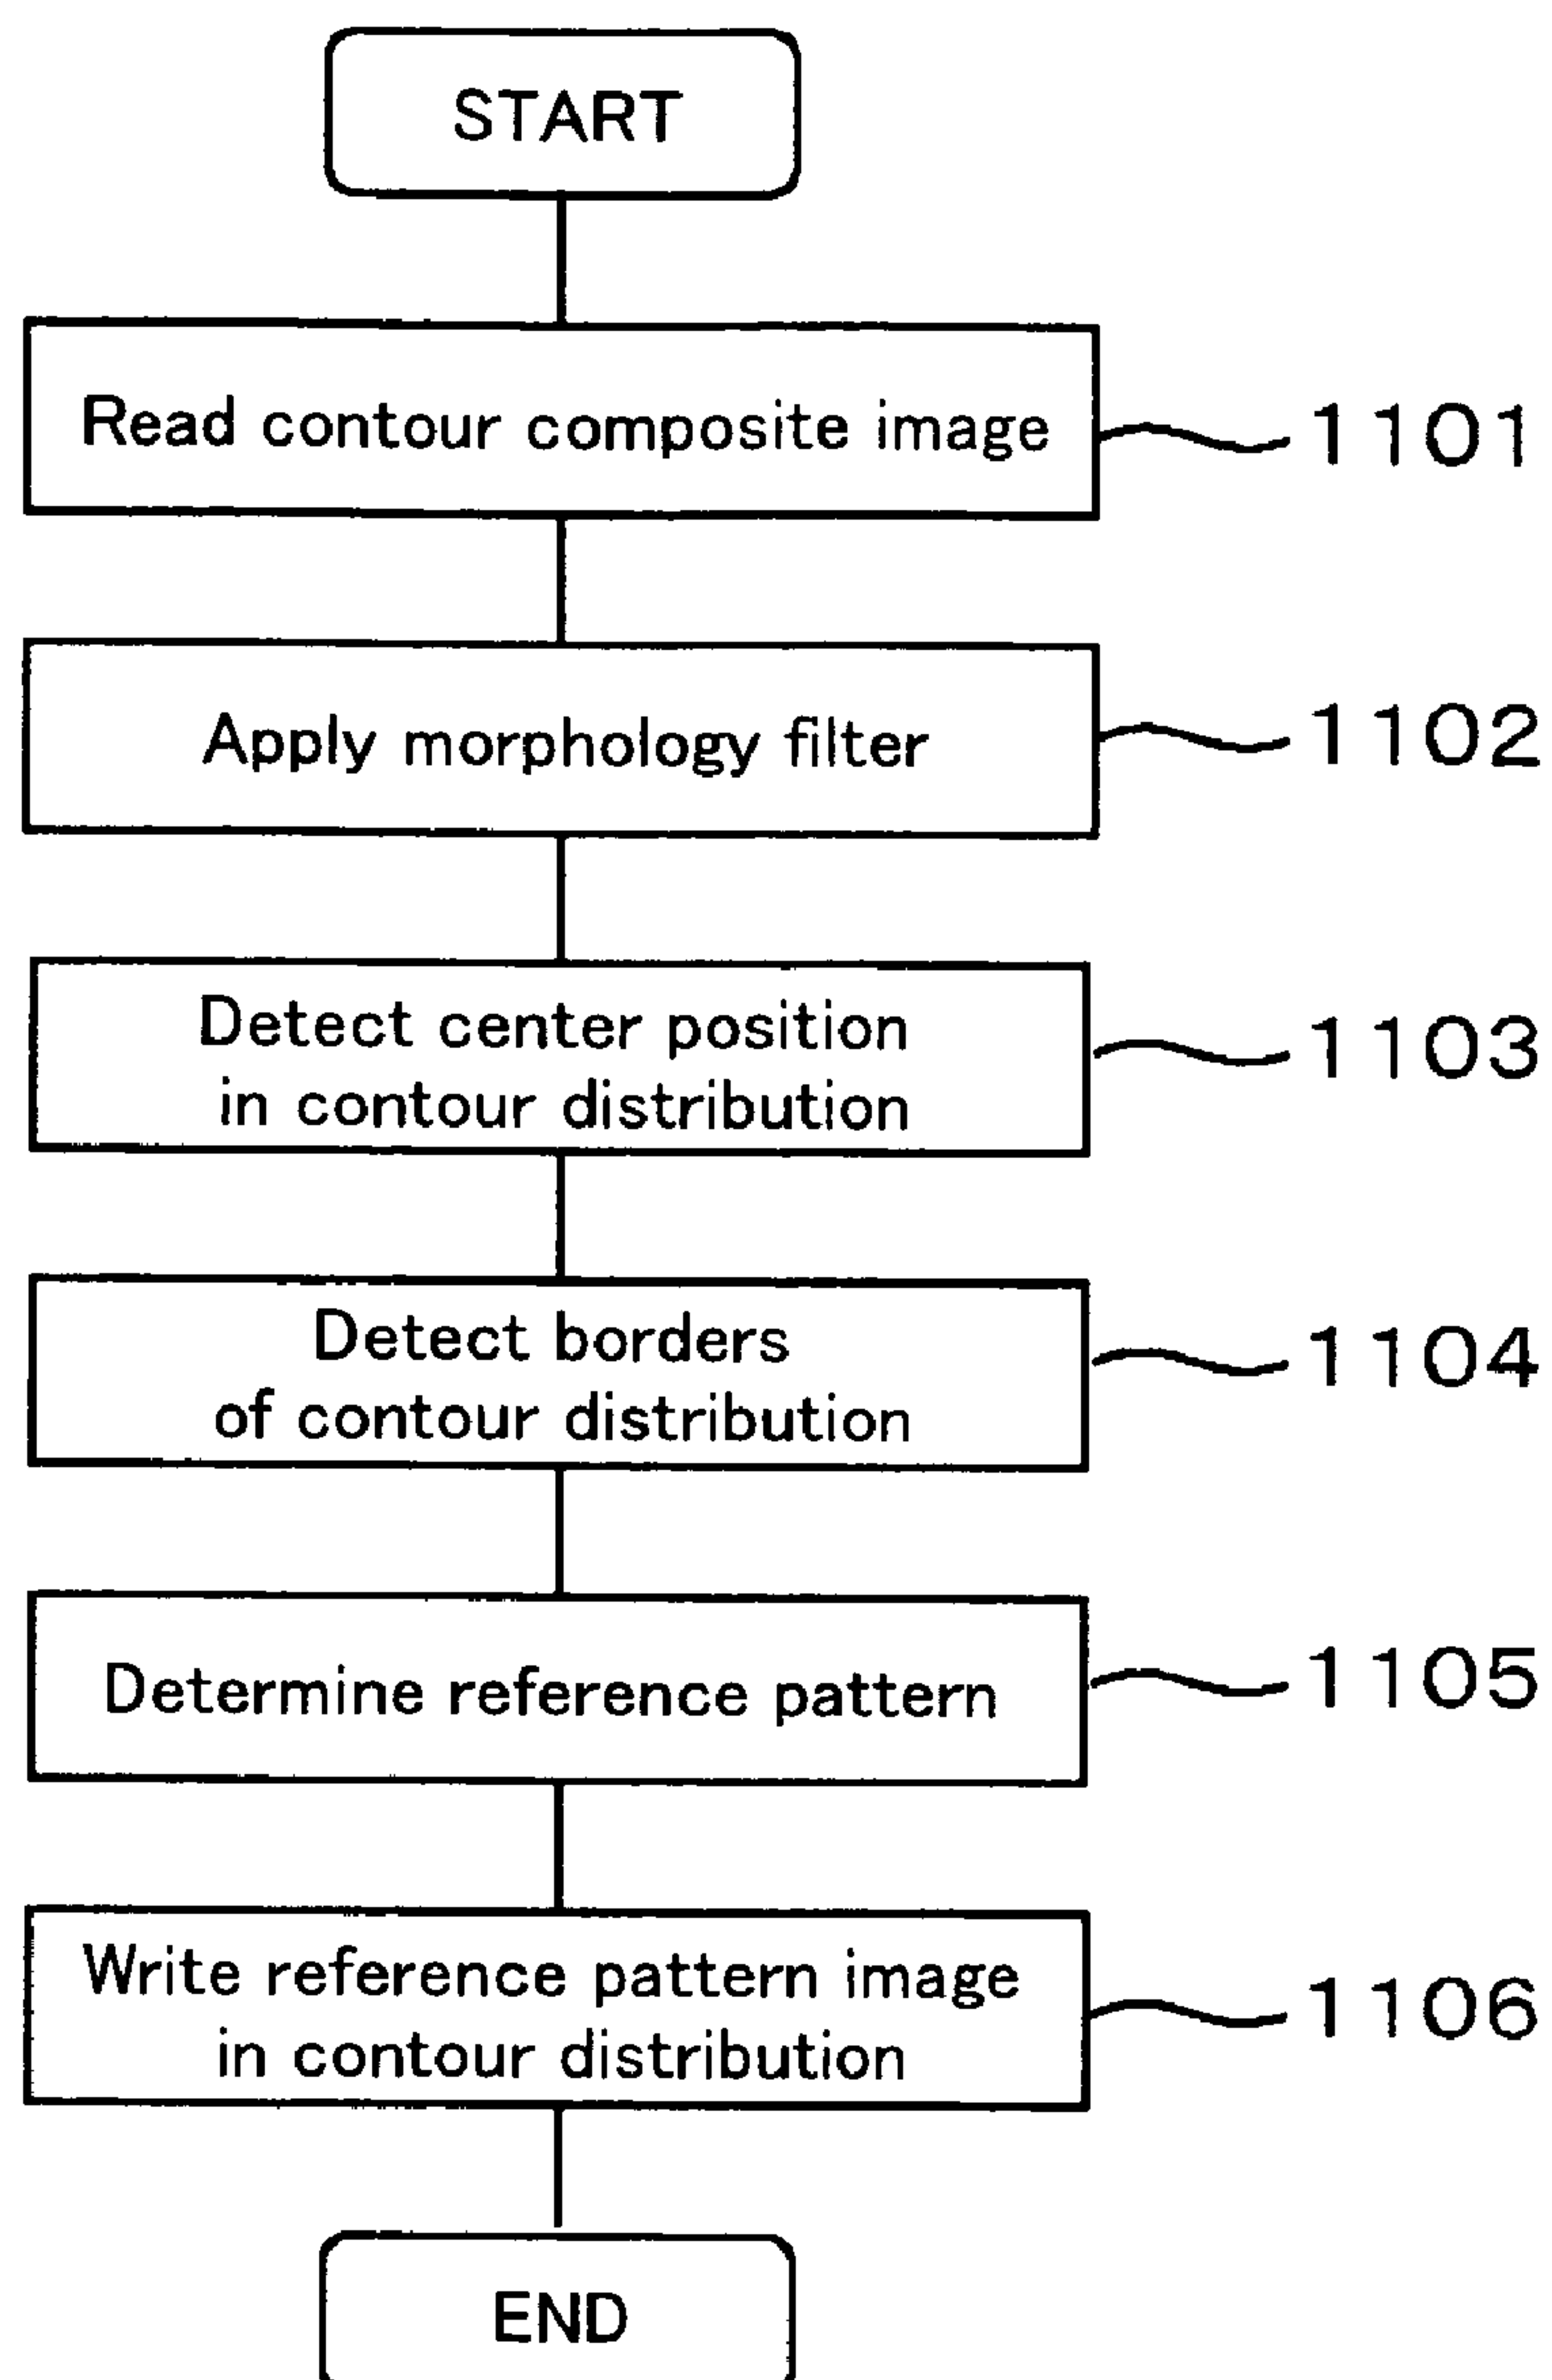 START
Read contour composite image
1101
Apply morphology filter
1102
Detect center position
in contour distribution
1103
Detect borders
of contour distribution
1104
Determine reference pattern
1105
Write reference pattern image
in contour distribution
1106
END